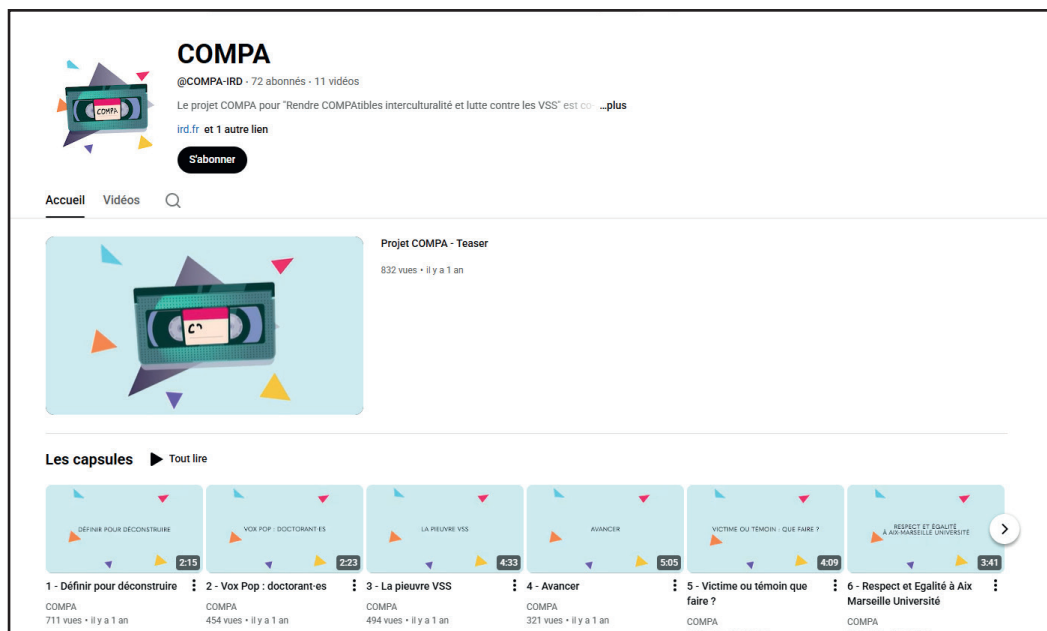 COMPA
COMPA
@COMPA-IRD · 72 abonnés · 11 vidéos
Le projet COMPA pour "Rendre COMPAtibles interculturalité et lutte contre les VSS" est co- ...plus
ird.fr et 1 autre lien
S'abonner
Accueil Vidéos
Projet COMPA - Teaser
832 vues • il y a 1 an
Les capsules Tout lire
DÉFINIR POUR DÉCONSTRUIRE
2:15
VOX POP : DOCTORANT·ES
2:23
LA PIEUVRE VSS
4:33
AVANCER
5:05
VICTIME OU TÉMOIN : QUE FAIRE ?
4:09
RESPECT ET ÉGALITÉ
À AIX-MARSEILLE UNIVERSITÉ
3:41
1 - Définir pour déconstruire
COMPA
711 vues • il y a 1 an
2 - Vox Pop : doctorant·es
COMPA
454 vues • il y a 1 an
3 - La pieuvre VSS
COMPA
494 vues • il y a 1 an
4 - Avancer
COMPA
321 vues • il y a 1 an
5 - Victime ou témoin que
faire ?
COMPA
6 - Respect et Egalité à Aix
Marseille Université
COMPA